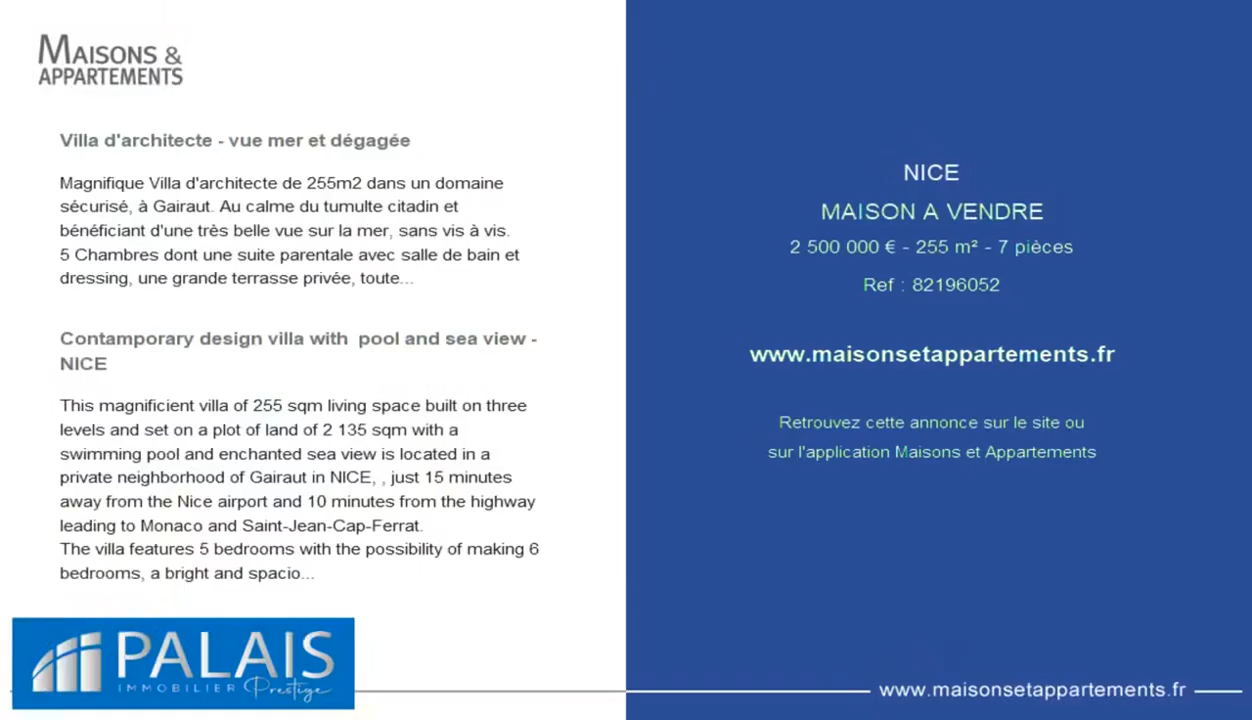 MAISONS &
APPARTEMENTS
Villa d'architecte - vue mer et dégagée
Magnifique Villa d'architecte de 255m2 dans un domaine
sécurisé, à Gairaut. Au calme du tumulte citadin et
bénéficiant d'une très belle vue sur la mer, sans vis à vis.
5 Chambres dont une suite parentale avec salle de bain et
dressing, une grande terrasse privée, toute...
Contamporary design villa with  pool and sea view -
NICE
This magnificient villa of 255 sqm living space built on three
levels and set on a plot of land of 2 135 sqm with a
swimming pool and enchanted sea view is located in a
private neighborhood of Gairaut in NICE, , just 15 minutes
away from the Nice airport and 10 minutes from the highway
leading to Monaco and Saint-Jean-Cap-Ferrat.
The villa features 5 bedrooms with the possibility of making 6
bedrooms, a bright and spacio...
PALAIS
IMMOBILIER Prestige
NICE
MAISON A VENDRE
2 500 000 € - 255 m² - 7 pièces
Ref : 82196052
www.maisonsetappartements.fr
Retrouvez cette annonce sur le site ou
sur l'application Maisons et Appartements
www.maisonsetappartements.fr